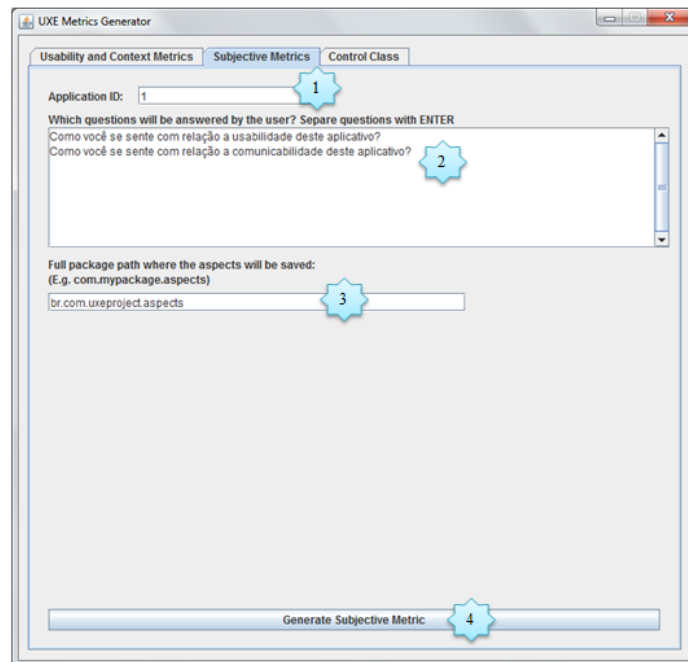 UXE Metrics Generator
Usability and Context Metrics
Subjective Metrics
Control Class
Application ID:
1
1
Which questions will be answered by the user? Separe questions with ENTER
Como você se sente com relação a usabilidade deste aplicativo?
Como você se sente com relação a comunicabilidade deste aplicativo?
2
Full package path where the aspects will be saved:
(E.g. com.mypackage.aspects)
br.com.uxeproject.aspects
3
Generate Subjective Metric
4